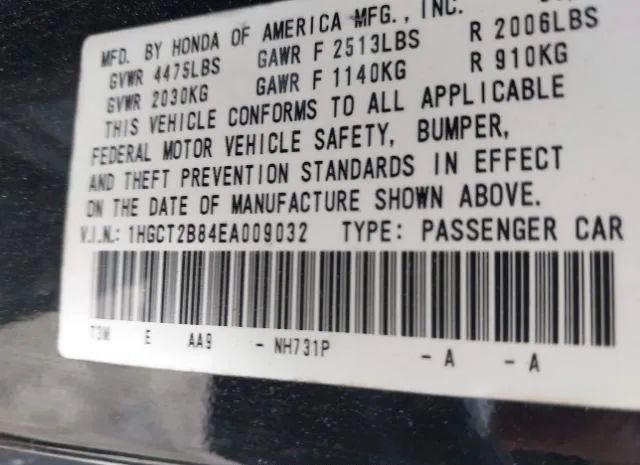 MFD. BY HONDA OF AMERICA MFG., INC.
GVWR 4475LBS GAWR F 2513LBS R 2006LBS
GVWR 2030KG GAWR F 1140KG R 910KG
THIS VEHICLE CONFORMS TO ALL APPLICABLE
FEDERAL MOTOR VEHICLE SAFETY, BUMPER,
AND THEFT PREVENTION STANDARDS IN EFFECT
ON THE DATE OF MANUFACTURE SHOWN ABOVE.
V.I.N.: 1HGCT2B84EA009032 TYPE: PASSENGER CAR
T3W E AA9 - NH731P - A - A